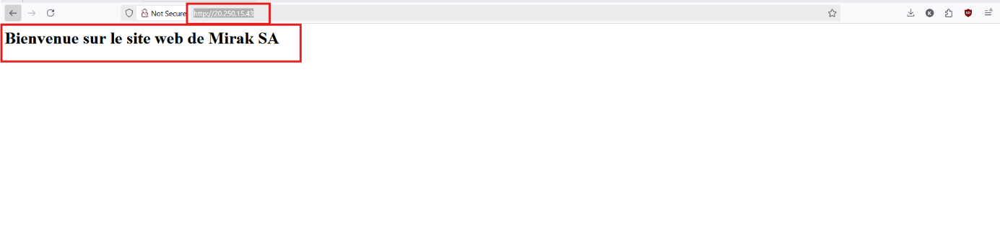 Not Secure http://20.250.15.43
K
Bienvenue sur le site web de Mirak SA